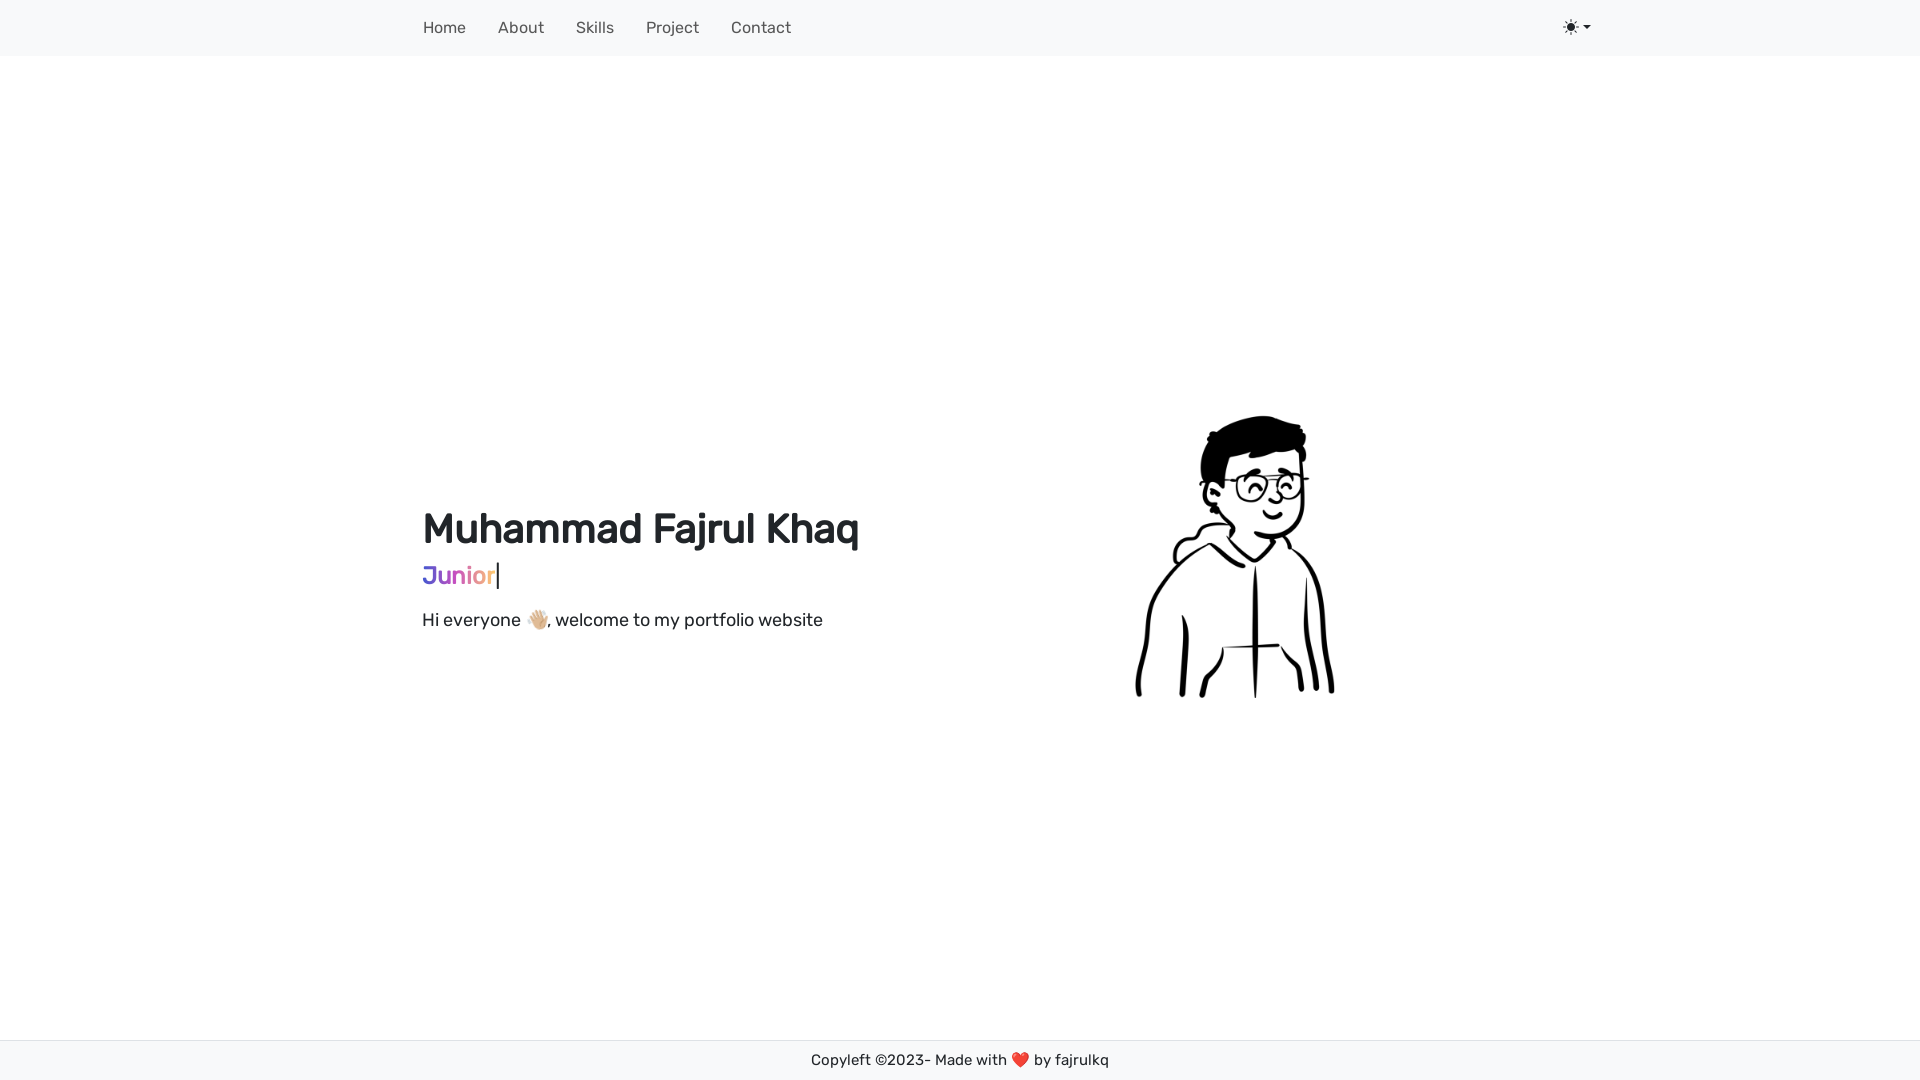 Home About Skills Project Contact
Muhammad Fajrul Khaq
Junior
Hi everyone 👋🏼, welcome to my portfolio website
Copyleft ©2023- Made with ❤️ by fajrulkq